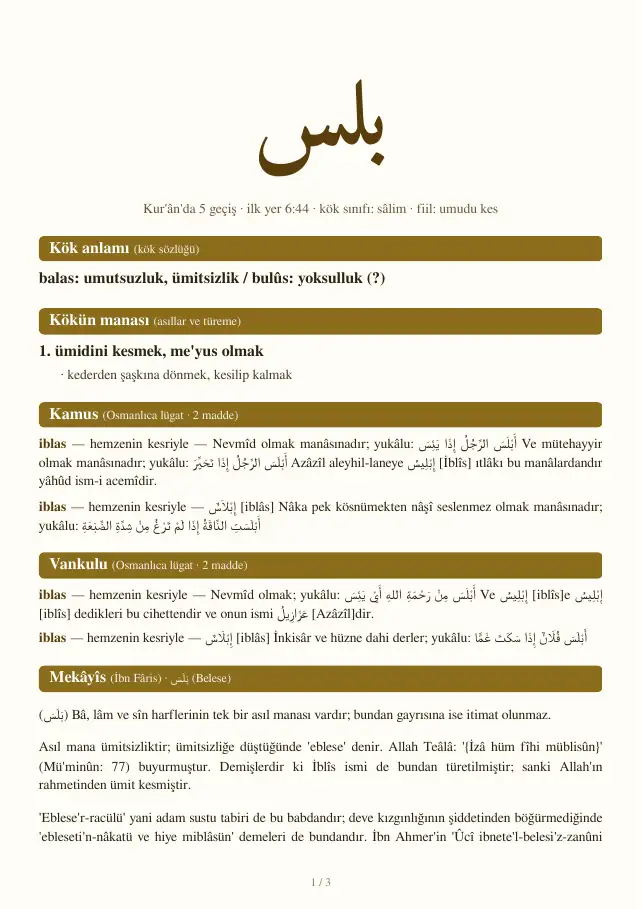 بلس
Kur'ân'da 5 geçiş · ilk yer 6:44 · kök sınıfı: sâlim · fiil: umudu kes
Kök anlamı (kök sözlüğü)
balas: umutsuzluk, ümitsizlik / bulûs: yoksulluk (?)
Kökün manası (asıllar ve türeme)
1. ümidini kesmek, me'yus olmak
· kederden şaşkına dönmek, kesilip kalmak
Kamus (Osmanlıca lügat · 2 madde)
iblas — hemzenin kesriyle — Nevmîd olmak manâsınadır; yukâlu: أَبْلَسَ الرَّجُلُ إِذَا يَئِسَ Ve mütehayyir
olmak manâsınadır; yukâlu: أَبْلَسَ الرَّجُلُ إِذَا تَحَيَّرَ Azâzîl aleyhil-laneye إِبْلِيسُ [İblîs] ıtlâkı bu manâlardandır
yâhûd ism-i acemîdir.
iblas — hemzenin kesriyle — إِبْلَاسٌ [iblâs] Nâka pek kösnümekten nâşî seslenmez olmak manâsınadır;
yukâlu: أَبْلَسَتِ النَّاقَةُ إِذَا لَمْ تَرْغُ مِنْ شِدَّةِ الضَّبَعَةِ
Vankulu (Osmanlıca lügat · 2 madde)
iblas — hemzenin kesriyle — Nevmîd olmak; yukâlu: أَبْلَسَ مِنْ رَحْمَةِ اللهِ أَيْ يَئِسَ Ve إِبْلِيسُ [iblîs]e إِبْلِيسُ
[iblîs] dedikleri bu cihettendir ve onun ismi عَزَازِيلُ [Azâzîl]dir.
iblas — hemzenin kesriyle — إِبْلَاسٌ [iblâs] İnkisâr ve hüzne dahi derler; yukâlu: أَبْلَسَ فُلَانٌ إِذَا سَكَتَ غَمًّا
Mekâyîs (İbn Fâris) · بَلَسَ (Belese)
(بَلَسَ) Bâ, lâm ve sîn harflerinin tek bir asıl manası vardır; bundan gayrısına ise itimat olunmaz.
Asıl mana ümitsizliktir; ümitsizliğe düştüğünde 'eblese' denir. Allah Teâlâ: '{İzâ hüm fîhi müblisûn}'
(Mü'minûn: 77) buyurmuştur. Demişlerdir ki İblîs ismi de bundan türetilmiştir; sanki Allah'ın
rahmetinden ümit kesmiştir.
'Eblese'r-racülü' yani adam sustu tabiri de bu babdandır; deve kızgınlığının şiddetinden böğürmediğinde
'ebleseti'n-nâkatü ve hiye miblâsün' demeleri de bundandır. İbn Ahmer'in 'Ûcî ibnete'l-belesi'z-zanûni
1 / 3